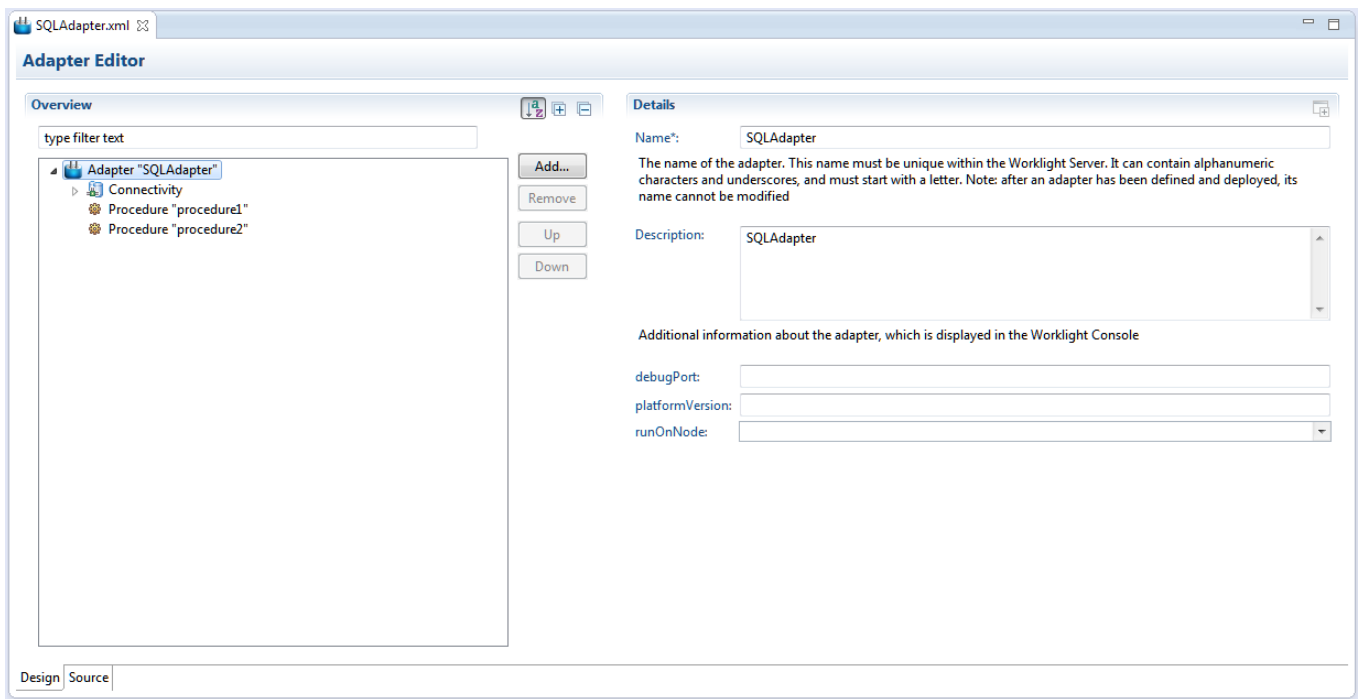 SQLAdapter.xml
Adapter Editor
Overview
type filter text
Adapter "SQLAdapter"
Connectivity
Procedure "procedure1"
Procedure "procedure2"
Add...
Remove
Up
Down
Details
Name*: SQLAdapter
The name of the adapter. This name must be unique within the Worklight Server. It can contain alphanumeric
characters and underscores, and must start with a letter. Note: after an adapter has been defined and deployed, its
name cannot be modified
Description: SQLAdapter
Additional information about the adapter, which is displayed in the Worklight Console
debugPort:
platformVersion:
runOnNode:
Design Source